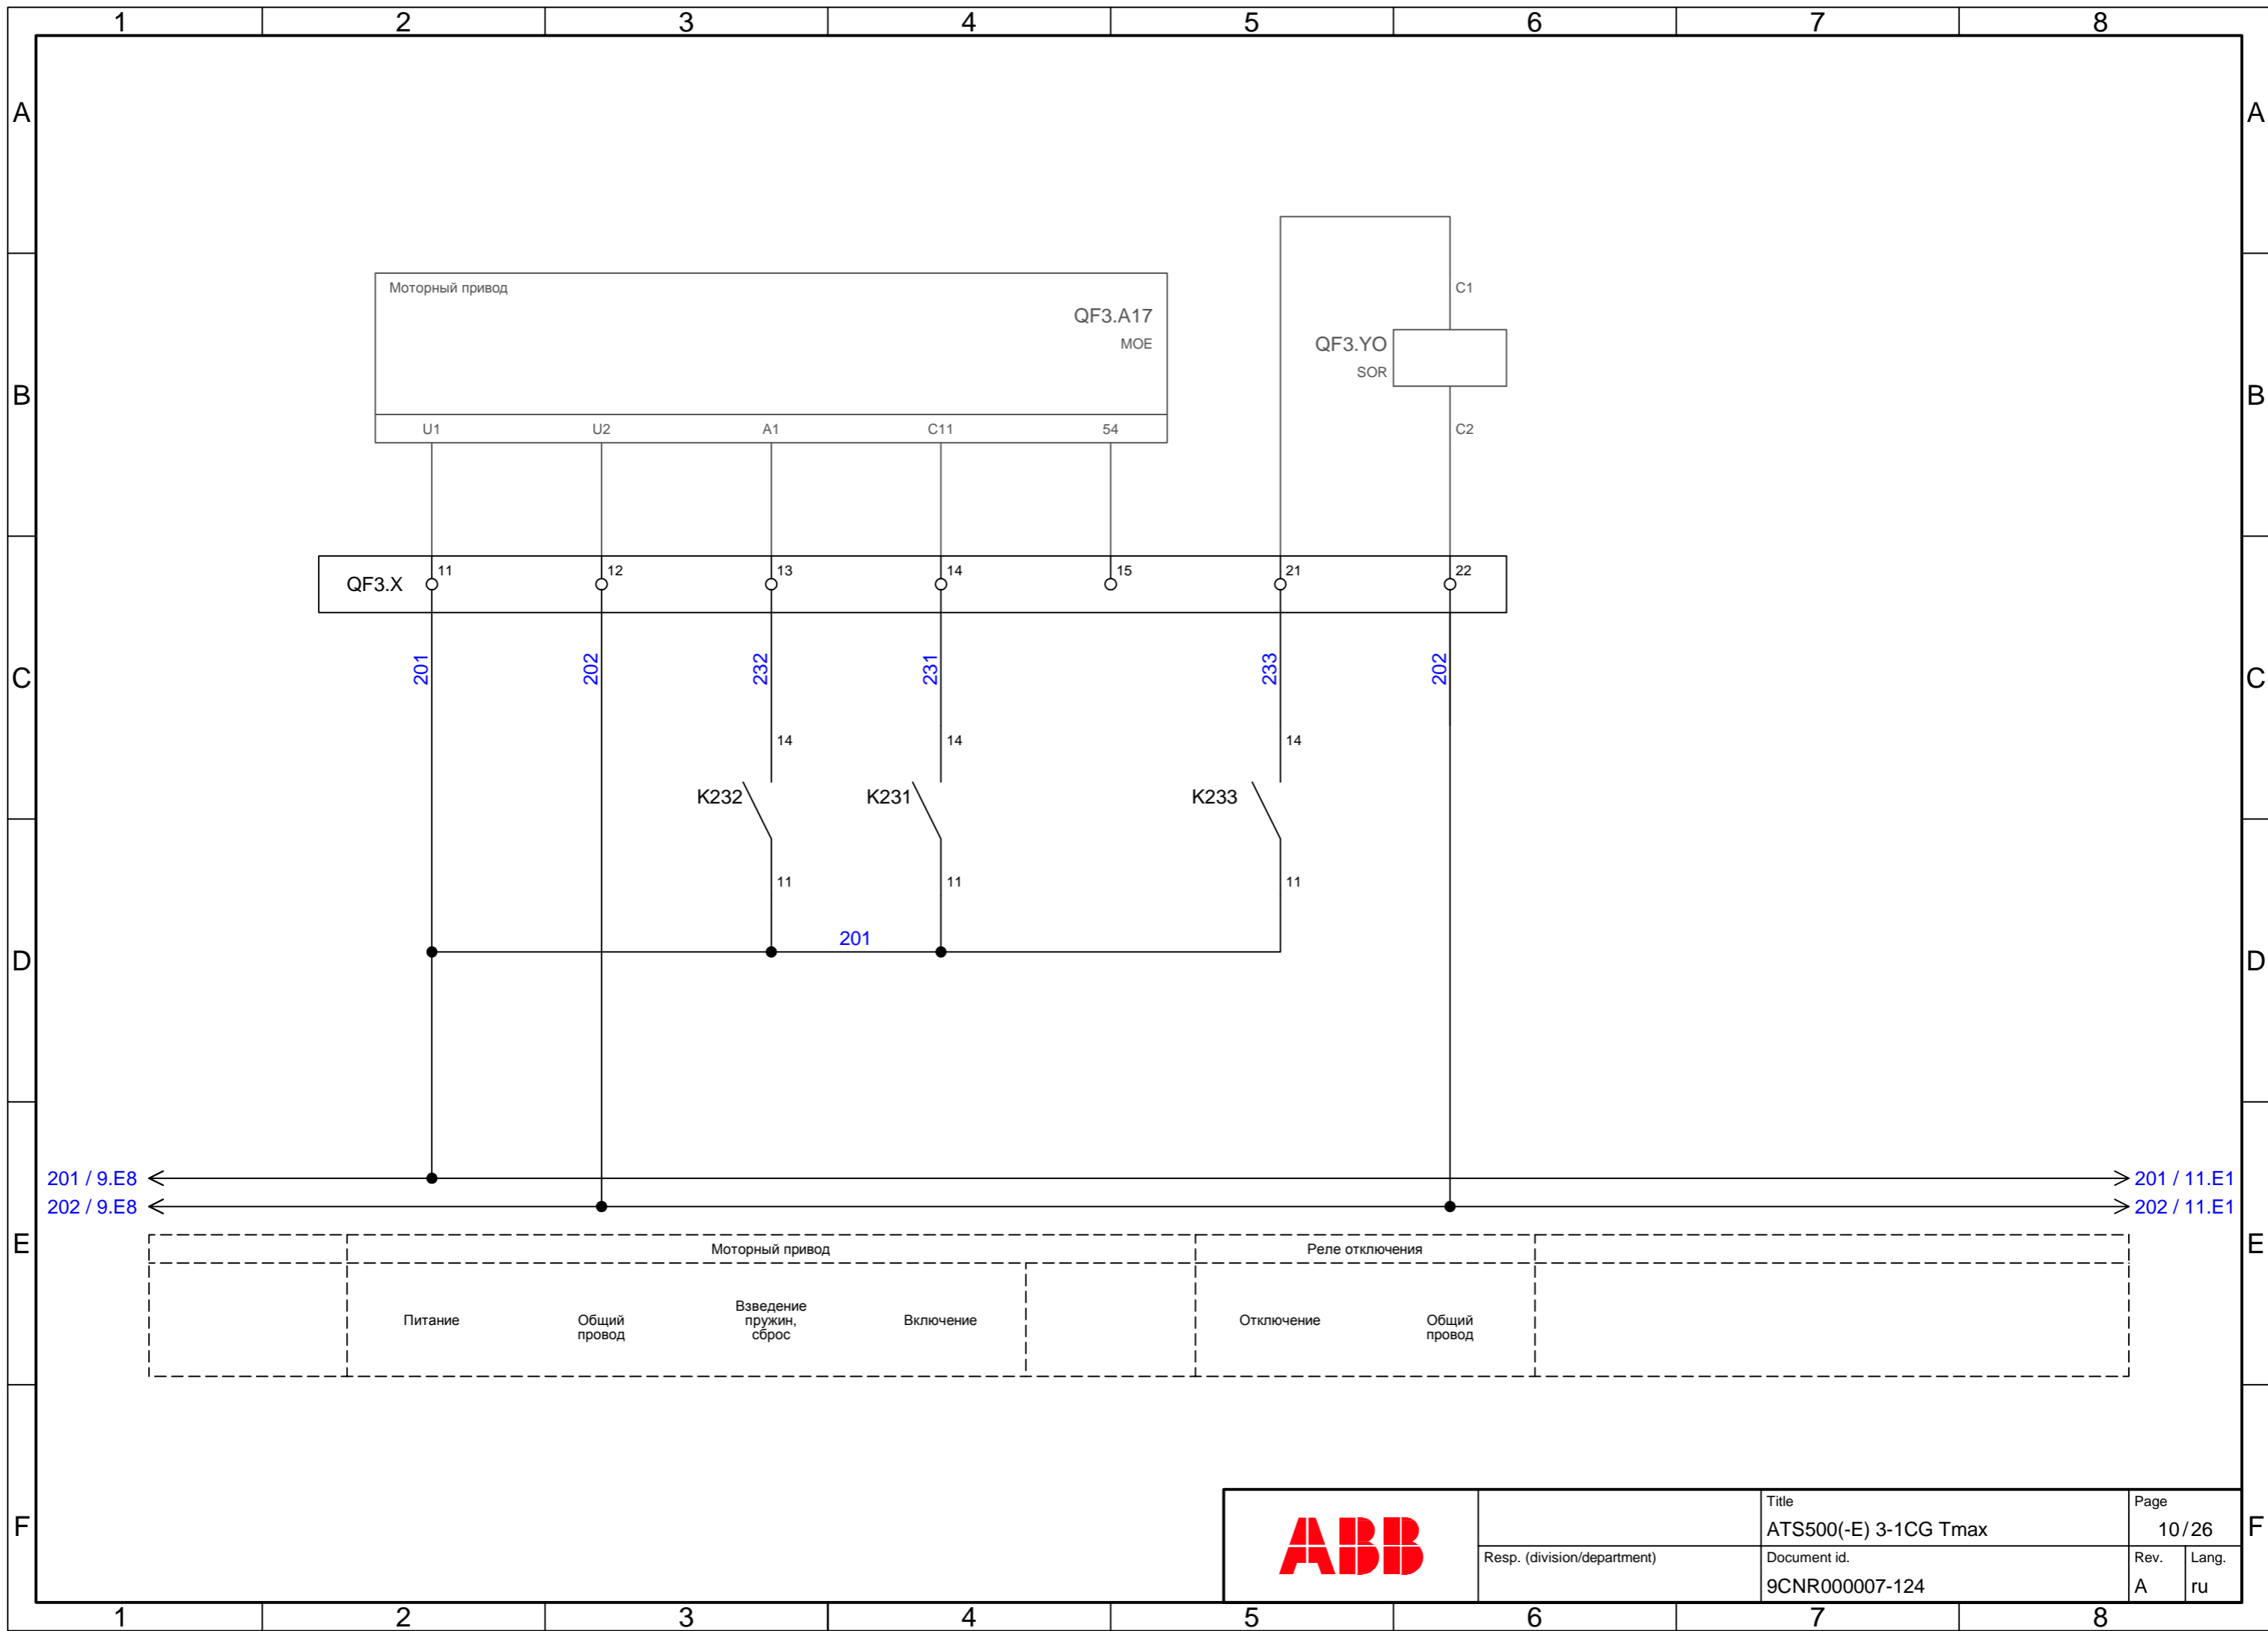 1 2 3 4 5 6 7 8
A A
Моторный привод
C1
QF3.A17
MOE
QF3.YO
SOR
B B
U1 U2 A1 C11 54
C2
QF3.X 11 12 13 14 15 21 22
201 202 232 231 233 202
C C
14 14 14
K232 K231 K233
11 11 11
201
D D
201 / 9.E8 201 / 11.E1
202 / 9.E8 202 / 11.E1
E E
Моторный привод Реле отключения
Питание
Общий
провод
Взведение
пружин,
сброс
Включение
Отключение
Общий
провод
F F
ABB
Title
ATS500(-E) 3-1CG Tmax
Page
10/26
Resp. (division/department)
Document id.
9CNR000007-124
Rev.
A
Lang.
ru
1 2 3 4 5 6 7 8